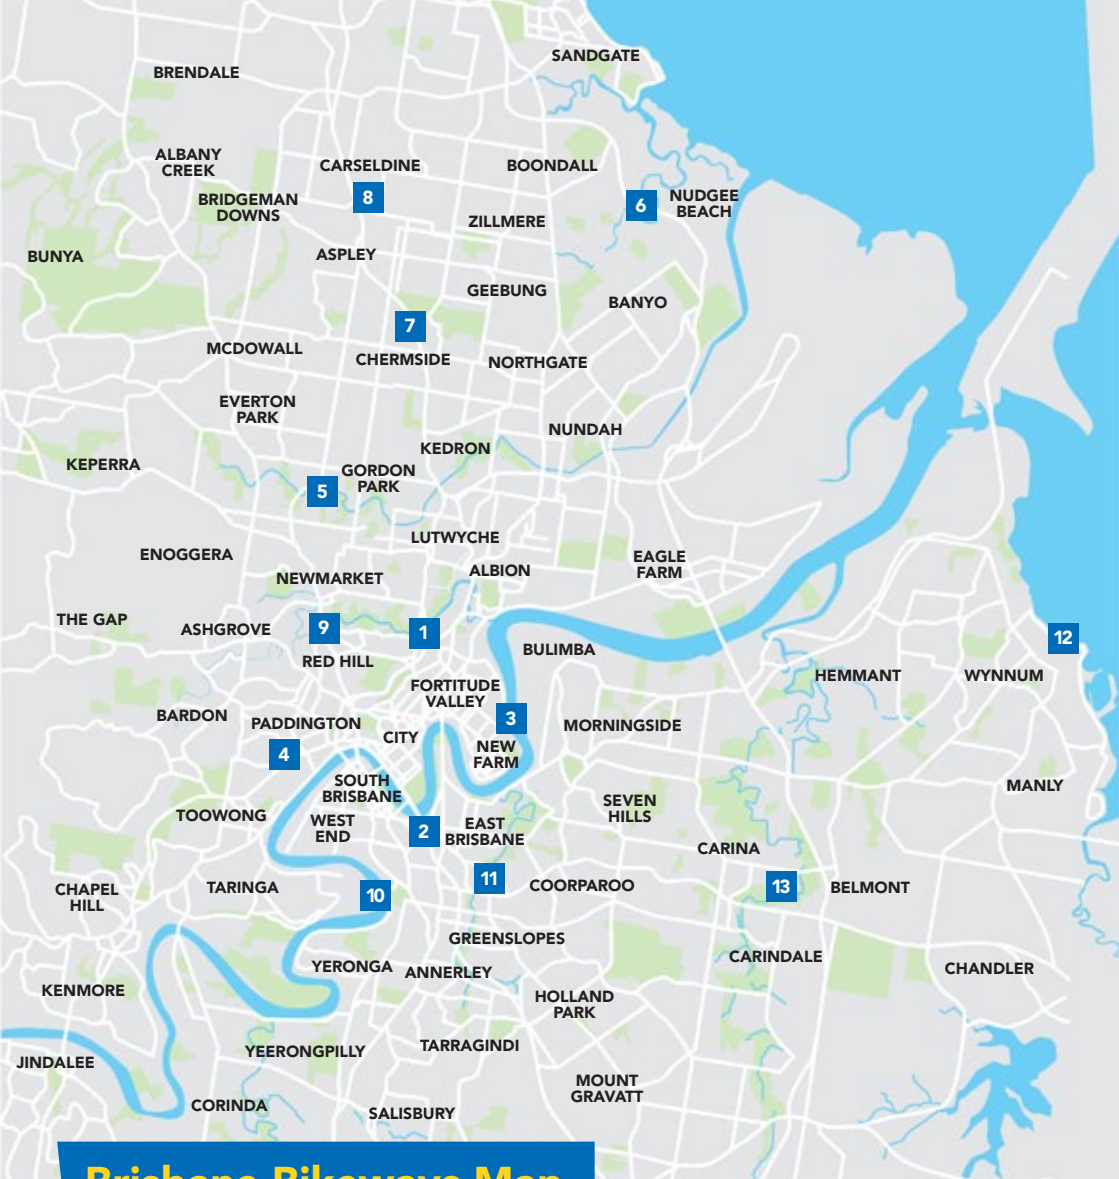 SANDGATE
BRENDALE
ALBANY
CREEK
CARSELDINE
BOONDALL
8
6
NUDGEE
BEACH
BRIDGEMAN
DOWNS
ZILLMERE
BUNYA
ASPLEY
GEEBUNG
BANYO
7
MCDOWALL
CHERMSIDE
NORTHGATE
EVERTON
PARK
NUNDAH
KEDRON
KEPERRA
GORDON
PARK
5
LUTWYCHE
ENOGGERA
EAGLE
FARM
NEWMARKET
ALBION
THE GAP
ASHGROVE
9
1
12
RED HILL
BULIMBA
HEMMANT
WYNNUM
FORTITUDE
VALLEY
BARDON
PADDINGTON
3
MORNINGSIDE
CITY
4
NEW
FARM
SOUTH
BRISBANE
MANLY
TOOWONG
SEVEN
HILLS
WEST
END
2
EAST
BRISBANE
CARINA
11
13
CHAPEL
HILL
TARINGA
10
COORPAROO
BELMONT
GREENSLOPES
CARINDALE
YERONGA
ANNERLEY
CHANDLER
KENMORE
HOLLAND
PARK
JINDALEE
YEERONGPILLY
TARRAGINDI
MOUNT
GRAVATT
CORINDA
SALISBURY
Brisbane Bikeways Map